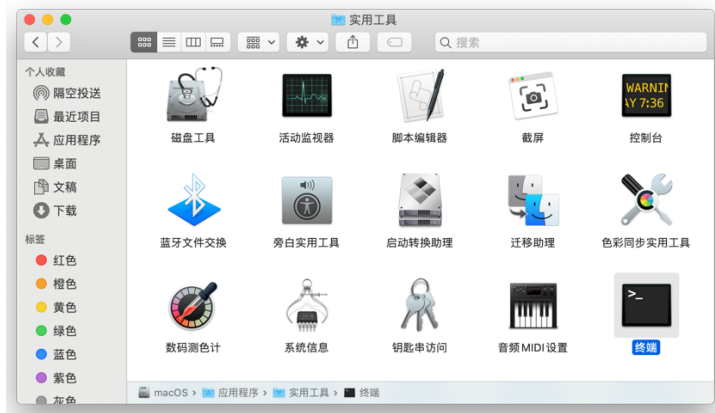 实用工具
搜索
个人收藏
隔空投送
最近项目
应用程序
桌面
文稿
下载
标签
红色
橙色
黄色
绿色
蓝色
紫色
灰色
磁盘工具
活动监视器
脚本编辑器
截屏
WARNIN
AY 7:36
控制台
蓝牙文件交换
旁白实用工具
启动转换助理
迁移助理
色彩同步实用工具
数码测色计
系统信息
钥匙串访问
音频 MIDI 设置
>_
终端
macOS › 应用程序 › 实用工具 › 终端